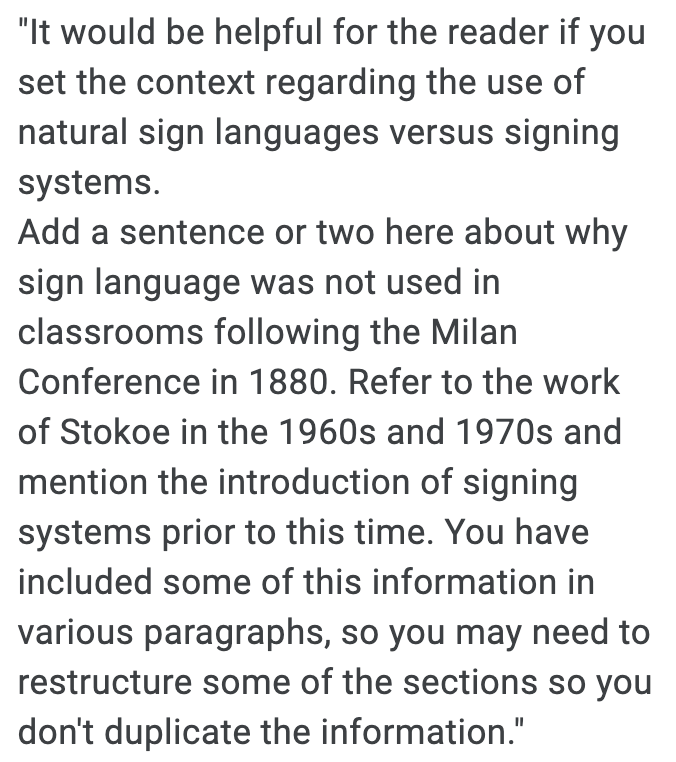 "It would be helpful for the reader if you
set the context regarding the use of
natural sign languages versus signing
systems.
Add a sentence or two here about why
sign language was not used in
classrooms following the Milan
Conference in 1880. Refer to the work
of Stokoe in the 1960s and 1970s and
mention the introduction of signing
systems prior to this time. You have
included some of this information in
various paragraphs, so you may need to
restructure some of the sections so you
don't duplicate the information."